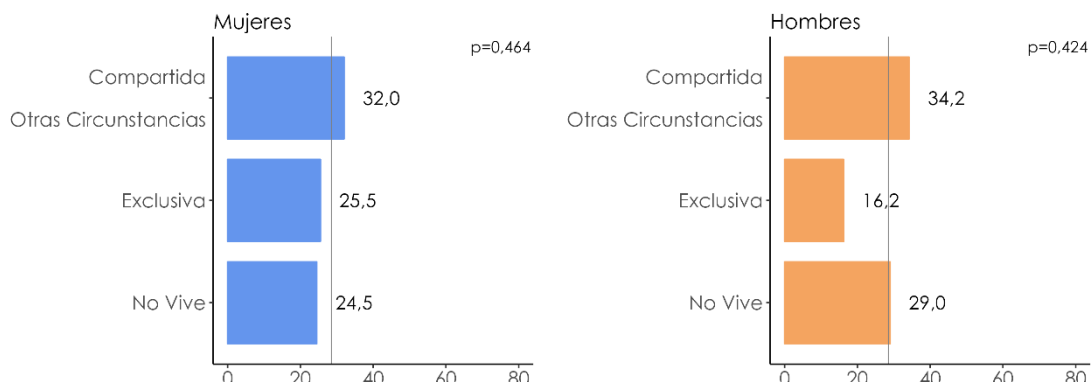 Mujeres
p=0,464
Compartida
Otras Circunstancias
32,0
Exclusiva
25,5
No Vive
24,5
0 20 40 60 80
Hombres
p=0,424
Compartida
Otras Circunstancias
34,2
Exclusiva
16,2
No Vive
29,0
0 20 40 60 80